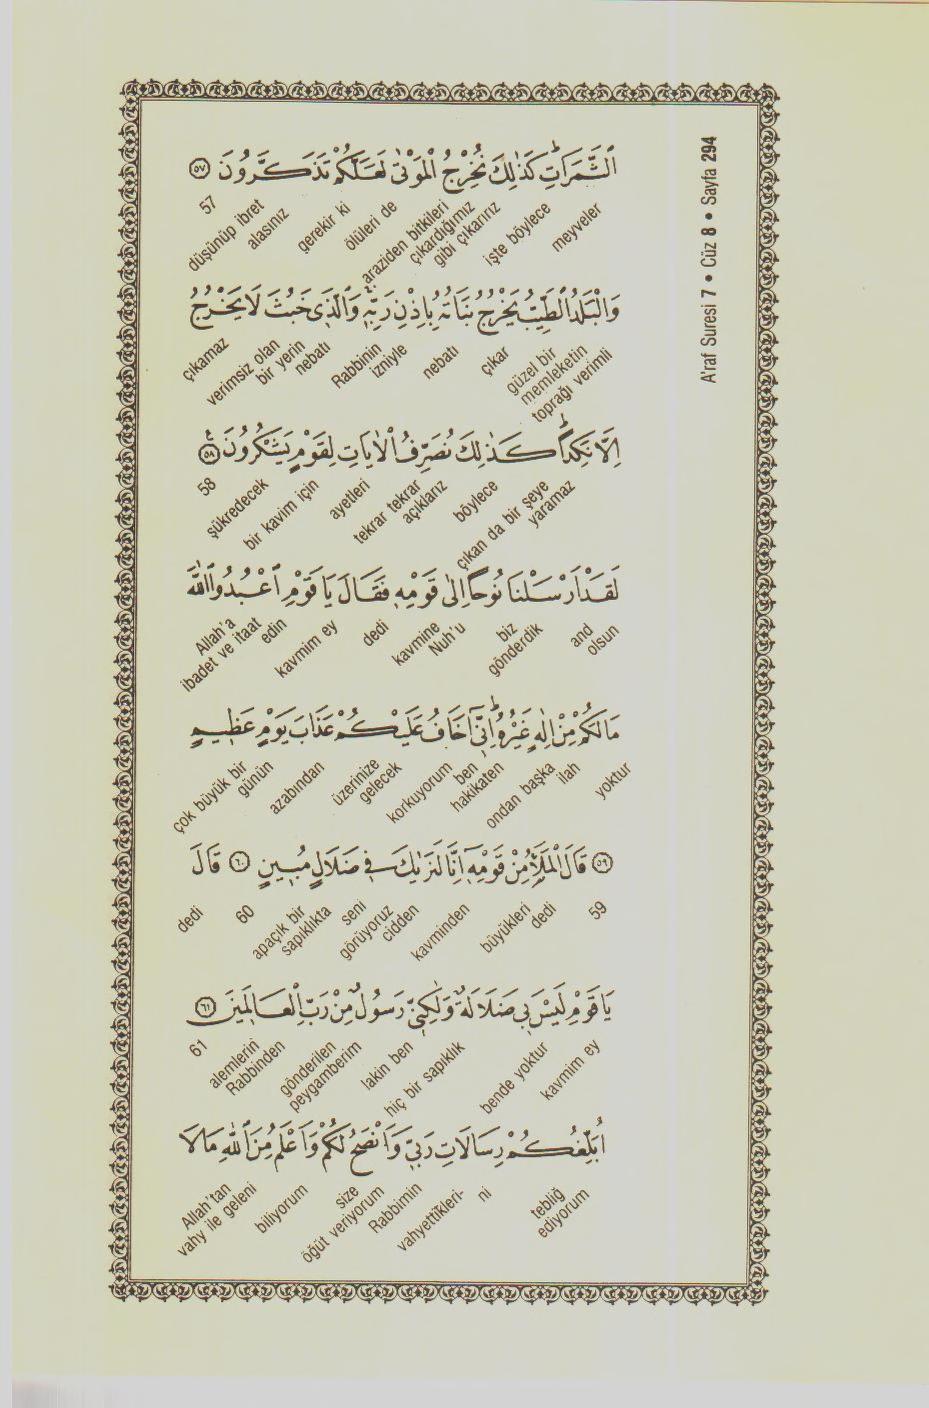 A'raf Suresi 7 • Cüz 8 • Sayfa 294
الثَّمَرَاتِ كَذٰلِكَ نُخْرِجُ الْمَوْتٰى لَعَلَّكُمْ تَذَكَّرُونَ ﴿٥٧﴾
meyveler işte böylece araziden bitkileri çıkardığımız gibi çıkarırız ölüleri de gerekir ki düşünüp ibret alasınız 57
وَالْبَلَدُ الطَّيِّبُ يَخْرُجُ نَبَاتُهُ بِاِذْنِ رَبِّهٖ وَالَّذٖى خَبُثَ لَا يَخْرُجُ
güzel bir memleketin toprağı verimli çıkar nebatı Rabbinin izniyle verimsiz olan bir yerin nebatı çıkamaz
اِلَّا نَكِدًا كَذٰلِكَ نُصَرِّفُ الْاٰيَاتِ لِقَوْمٍ يَشْكُرُونَ ﴿٥٨﴾
çıkan da bir şeye yaramaz böylece tekrar tekrar açıklarız ayetleri bir kavim için şükredecek 58
لَقَدْ اَرْسَلْنَا نُوحًا اِلٰى قَوْمِهٖ فَقَالَ يَا قَوْمِ اعْبُدُوا اللّٰهَ
and olsun biz gönderdik Nuh'u kavmine dedi kavmim ey Allah'a ibadet ve itaat edin
مَا لَكُمْ مِنْ اِلٰهٍ غَيْرُهُ اِنّٖى اَخَافُ عَلَيْكُمْ عَذَابَ يَوْمٍ عَظٖيمٍ
yoktur ilah ondan başka hakikaten ben korkuyorum üzerinize gelecek azabından günün çok büyük bir
﴿٥٩﴾ قَالَ الْمَلَأُ مِنْ قَوْمِهٖ اِنَّا لَنَرٰيكَ فٖى ضَلَالٍ مُبٖينٍ ﴿٦٠﴾ قَالَ
59 dedi büyükleri kavminden cidden görüyoruz seni apaçık bir sapıklıkta 60 dedi
يَا قَوْمِ لَيْسَ بٖى ضَلَالَةٌ وَلٰكِنّٖى رَسُولٌ مِنْ رَبِّ الْعَالَمٖينَ ﴿٦١﴾
kavmim ey bende yoktur hiç bir sapıklık lakin ben gönderilen peygamberim alemlerin Rabbinden 61
اُبَلِّغُكُمْ رِسَالَاتِ رَبّٖى وَاَنْصَحُ لَكُمْ وَاَعْلَمُ مِنَ اللّٰهِ مَا لَا
tebliğ ediyorum ni vahyettikleri- Rabbimin öğüt veriyorum size biliyorum Allah'tan vahy ile geleni